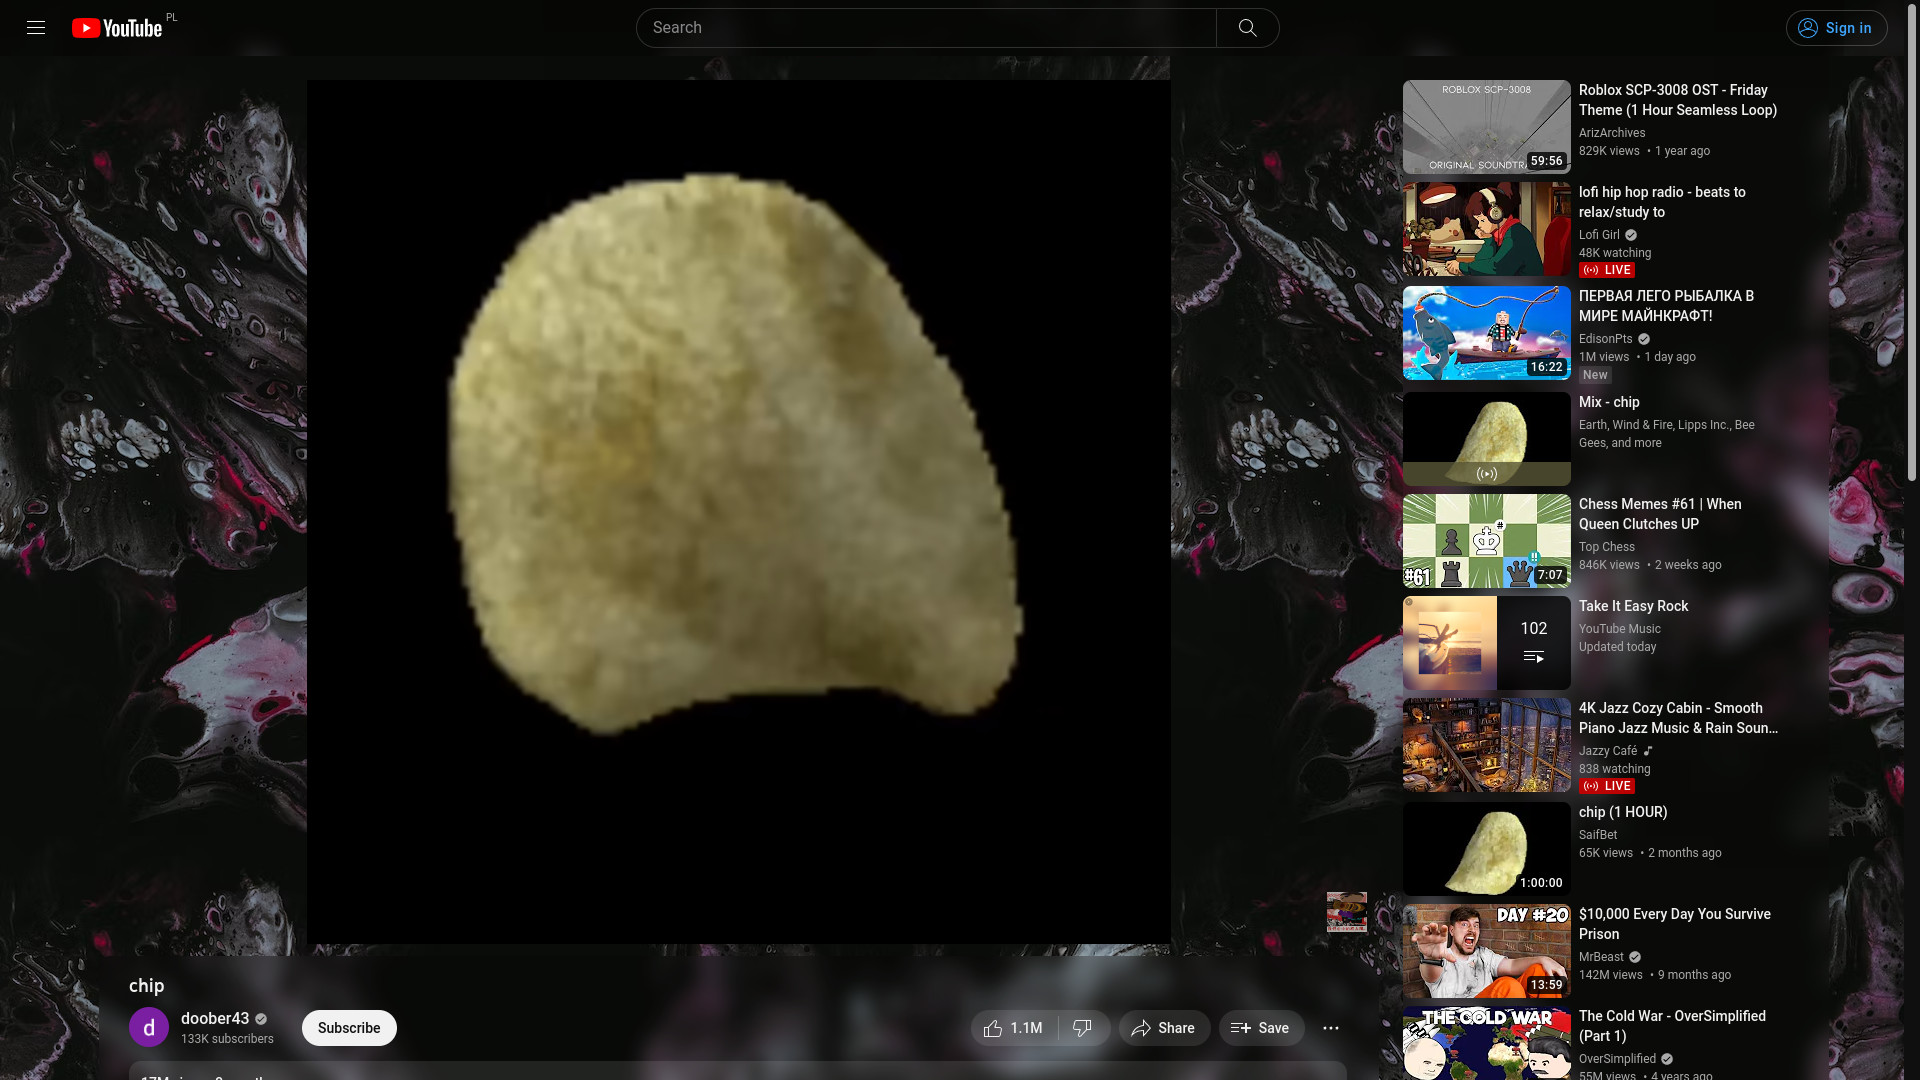 YouTube PL
Search
Sign in
chip
d
doober43
133K subscribers
Subscribe
1.1M
Share
Save
ROBLOX SCP-3008
59:56
Roblox SCP-3008 OST - Friday
Theme (1 Hour Seamless Loop)
ArizArchives
829K views • 1 year ago
lofi hip hop radio - beats to
relax/study to
Lofi Girl
48K watching
LIVE
16:22
ПЕРВАЯ ЛЕГО РЫБАЛКА В
МИРЕ МАЙНКРАФТ!
EdisonPts
1M views • 1 day ago
New
Mix - chip
Earth, Wind & Fire, Lipps Inc., Bee
Gees, and more
#
!!
#61
7:07
Chess Memes #61 | When
Queen Clutches UP
Top Chess
846K views • 2 weeks ago
102
Take It Easy Rock
YouTube Music
Updated today
4K Jazz Cozy Cabin - Smooth
Piano Jazz Music & Rain Soun...
Jazzy Café
838 watching
LIVE
1:00:00
chip (1 HOUR)
SaifBet
65K views • 2 months ago
DAY #20
13:59
$10,000 Every Day You Survive
Prison
MrBeast
142M views • 9 months ago
THE COLD WAR
The Cold War - OverSimplified
(Part 1)
OverSimplified
55M views • 4 years ago